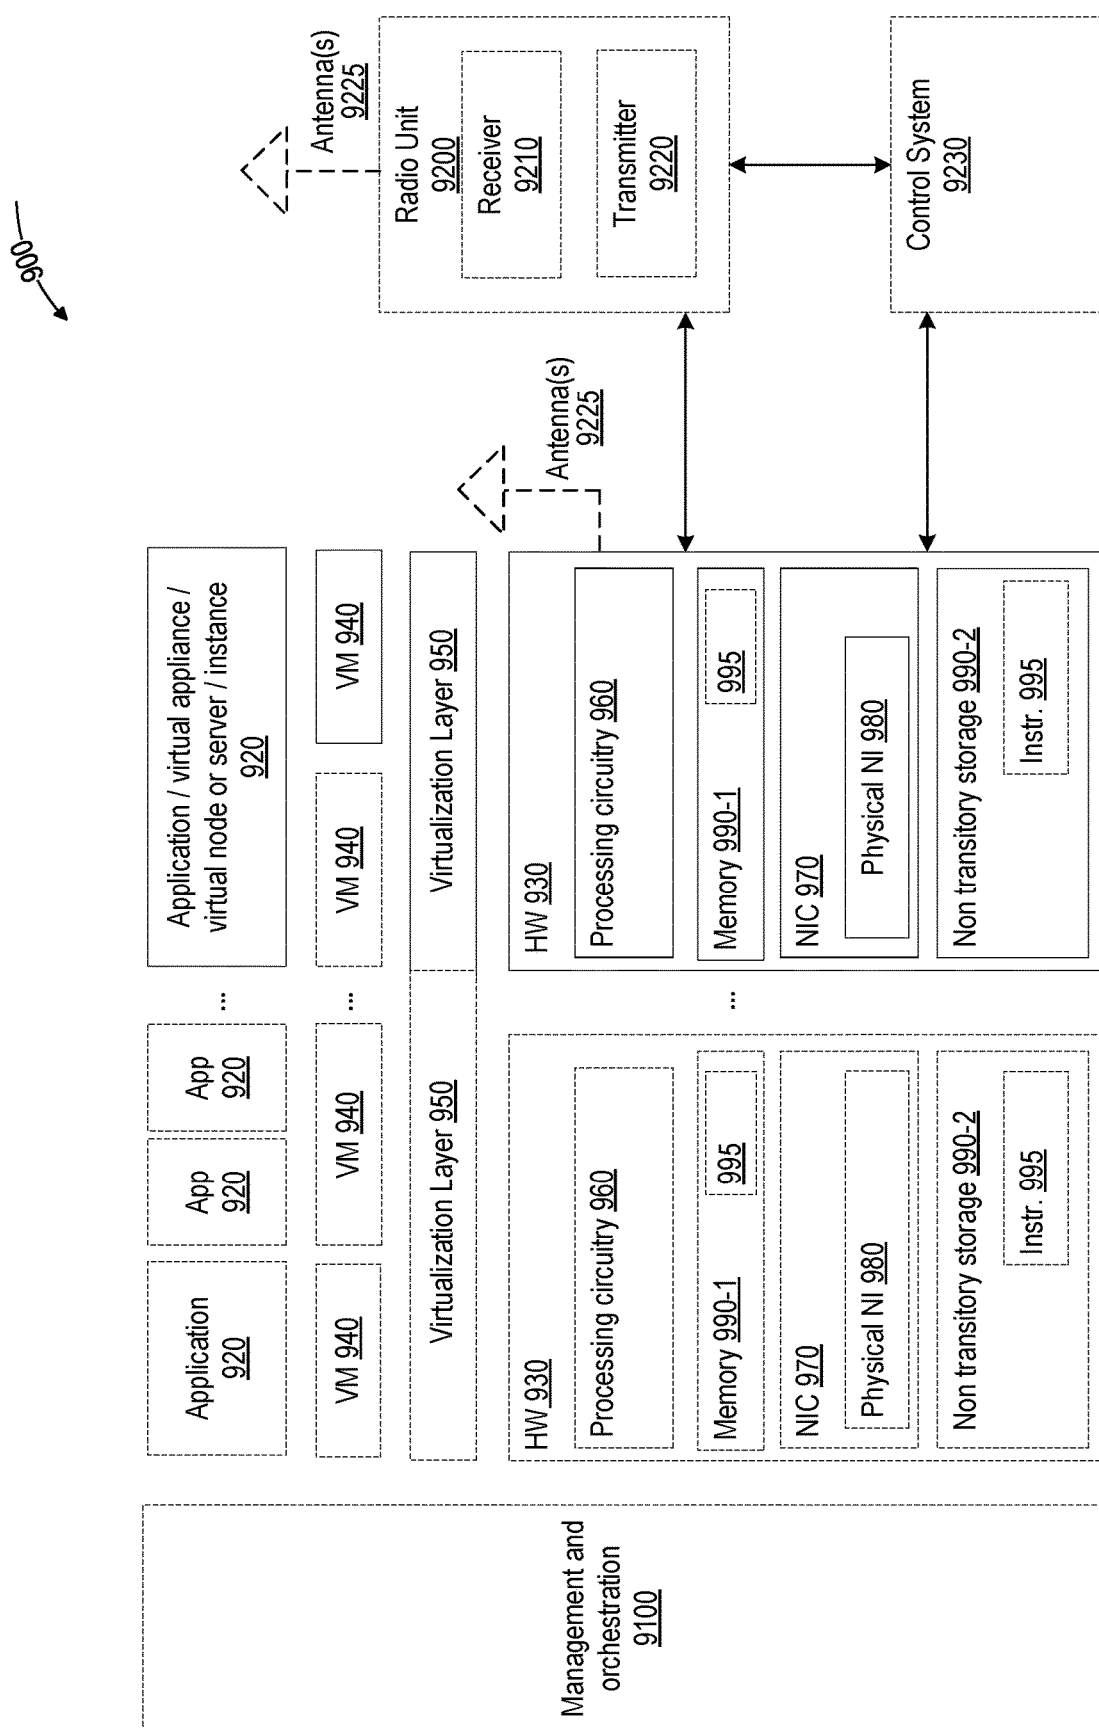 900
Management and
orchestration
9100
Application
920
App
920
App
920
...
Application / virtual appliance /
virtual node or server / instance
920
VM 940
VM 940
...
VM 940
VM 940
Virtualization Layer 950
Virtualization Layer 950
HW 930
Processing circuitry 960
Memory 990-1
995
NIC 970
Physical NI 980
Non transitory storage 990-2
Instr. 995
...
HW 930
Processing circuitry 960
Memory 990-1
995
NIC 970
Physical NI 980
Non transitory storage 990-2
Instr. 995
Antenna(s)
9225
Antenna(s)
9225
Radio Unit
9200
Receiver
9210
Transmitter
9220
Control System
9230